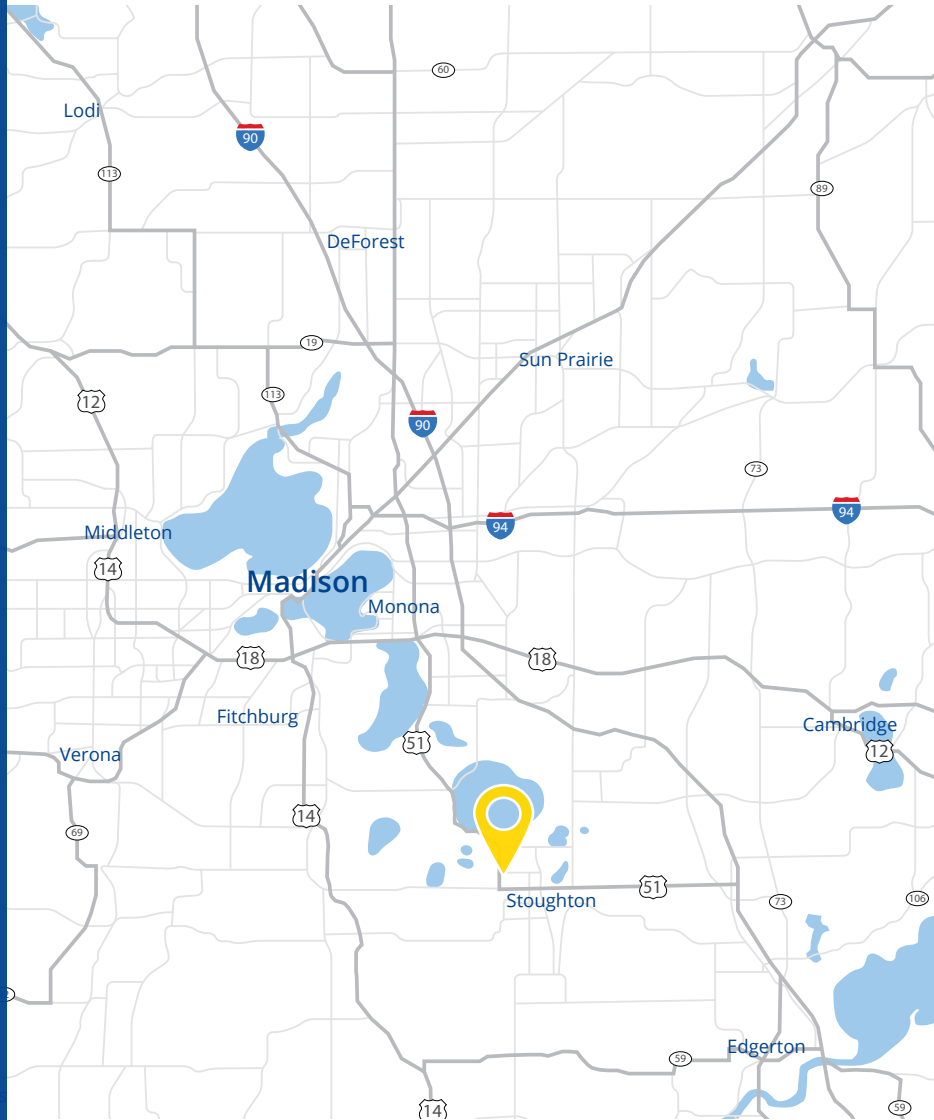 60
Lodi
90
113
89
DeForest
19
Sun Prairie
12
113
90
73
94
94
Middleton
14
Madison
Monona
18
18
Fitchburg
Cambridge
51
12
Verona
14
69
51
Stoughton
73
106
Edgerton
59
59
14